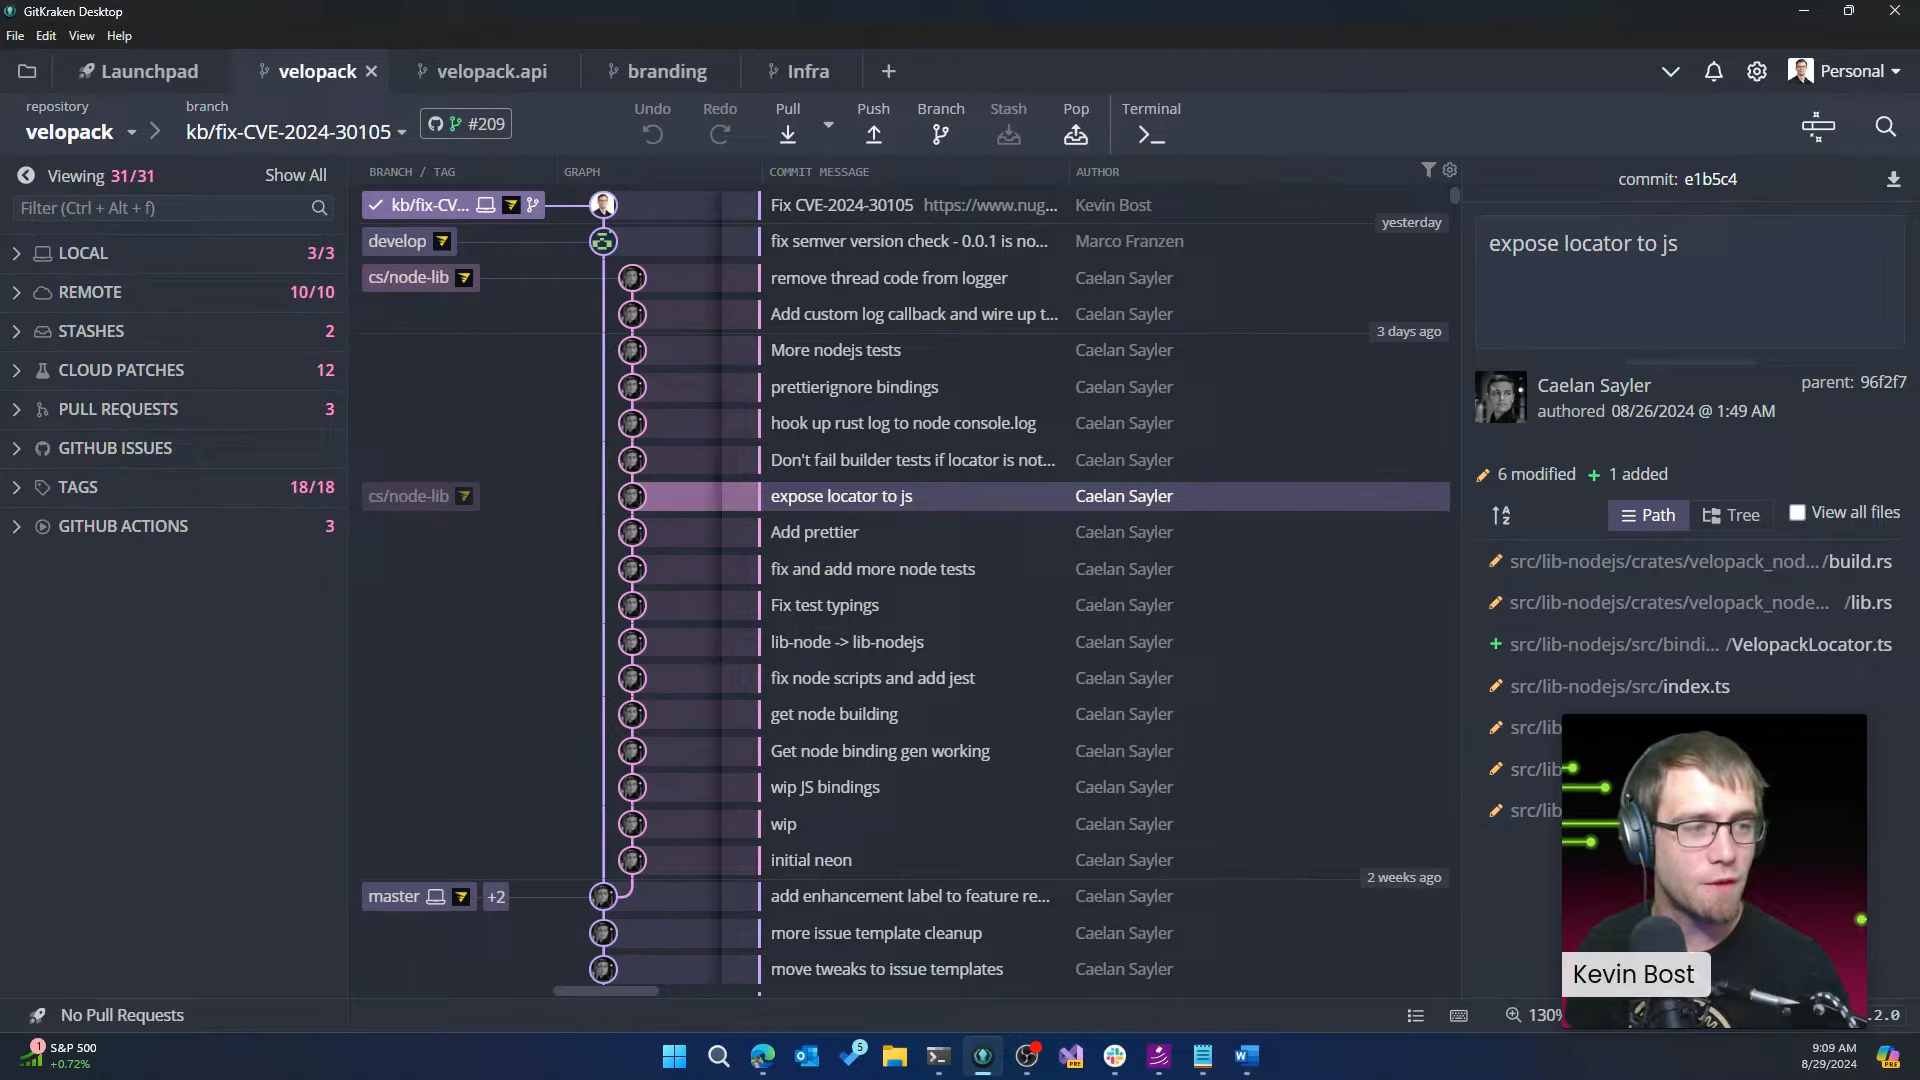 GitKraken Desktop
File Edit View Help
Launchpad velopack velopack.api branding Infra Personal
repository branch
velopack kb/fix-CVE-2024-30105 #209
Undo Redo Pull Push Branch Stash Pop Terminal
Viewing 31/31 Show All
Filter (Ctrl + Alt + f)
LOCAL 3/3
REMOTE 10/10
STASHES 2
CLOUD PATCHES 12
PULL REQUESTS 3
GITHUB ISSUES
TAGS 18/18
GITHUB ACTIONS 3
No Pull Requests
BRANCH / TAG GRAPH COMMIT MESSAGE AUTHOR
kb/fix-CV... Fix CVE-2024-30105 https://www.nug... Kevin Bost
yesterday
develop fix semver version check - 0.0.1 is no... Marco Franzen
cs/node-lib remove thread code from logger Caelan Sayler
Add custom log callback and wire up t... Caelan Sayler
3 days ago
More nodejs tests Caelan Sayler
prettierignore bindings Caelan Sayler
hook up rust log to node console.log Caelan Sayler
Don't fail builder tests if locator is not... Caelan Sayler
cs/node-lib expose locator to js Caelan Sayler
Add prettier Caelan Sayler
fix and add more node tests Caelan Sayler
Fix test typings Caelan Sayler
lib-node -> lib-nodejs Caelan Sayler
fix node scripts and add jest Caelan Sayler
get node building Caelan Sayler
Get node binding gen working Caelan Sayler
wip JS bindings Caelan Sayler
wip Caelan Sayler
initial neon Caelan Sayler
2 weeks ago
master +2 add enhancement label to feature re... Caelan Sayler
more issue template cleanup Caelan Sayler
move tweaks to issue templates Caelan Sayler
commit: e1b5c4
expose locator to js
Caelan Sayler parent: 96f2f7
authored 08/26/2024 @ 1:49 AM
6 modified + 1 added
Path Tree View all files
src/lib-nodejs/crates/velopack_nod.../build.rs
src/lib-nodejs/crates/velopack_node... /lib.rs
+ src/lib-nodejs/src/bindi... /VelopackLocator.ts
src/lib-nodejs/src/index.ts
src/lib
src/lib
src/lib
Kevin Bost
130% .2.0
1 S&P 500
+0.72%
5
9:09 AM
8/29/2024